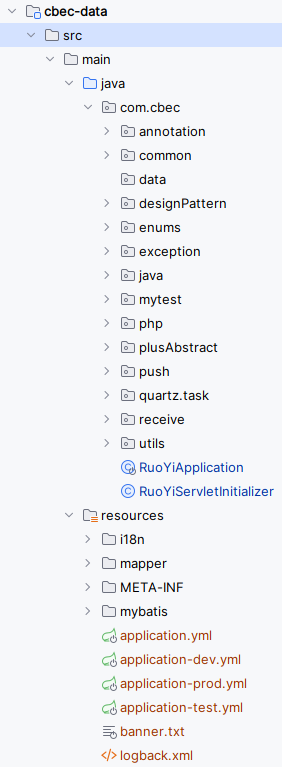 cbec-data
src
main
java
com.cbec
annotation
common
data
designPattern
enums
exception
java
mytest
php
plusAbstract
push
quartz.task
receive
utils
RuoYiApplication
RuoYiServletInitializer
resources
i18n
mapper
META-INF
mybatis
application.yml
application-dev.yml
application-prod.yml
application-test.yml
banner.txt
logback.xml